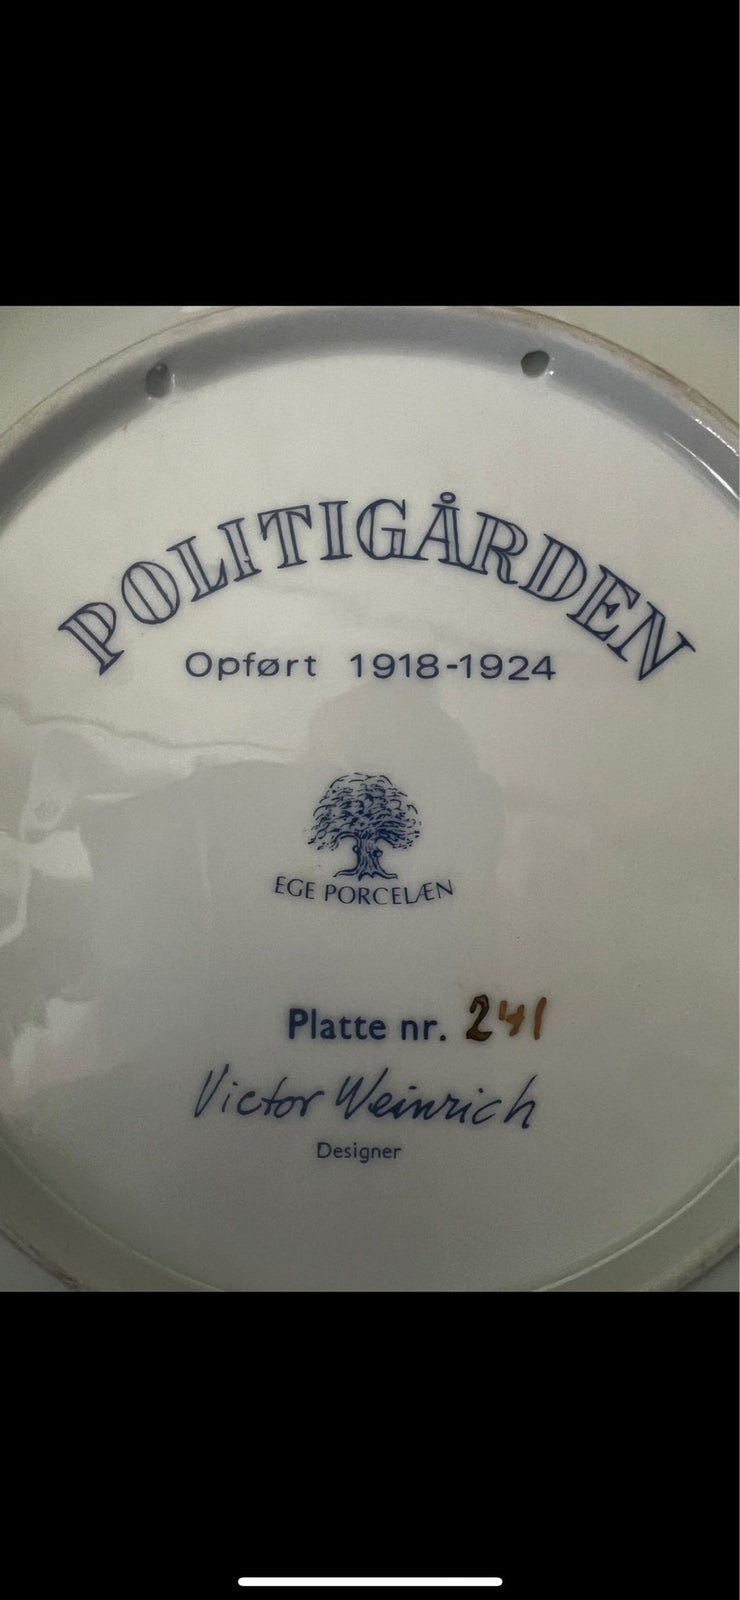 POLITIGÅRDEN
Opført 1918-1924
EGE PORCELÆN
Platte nr. 241
Victor Weinrich
Designer